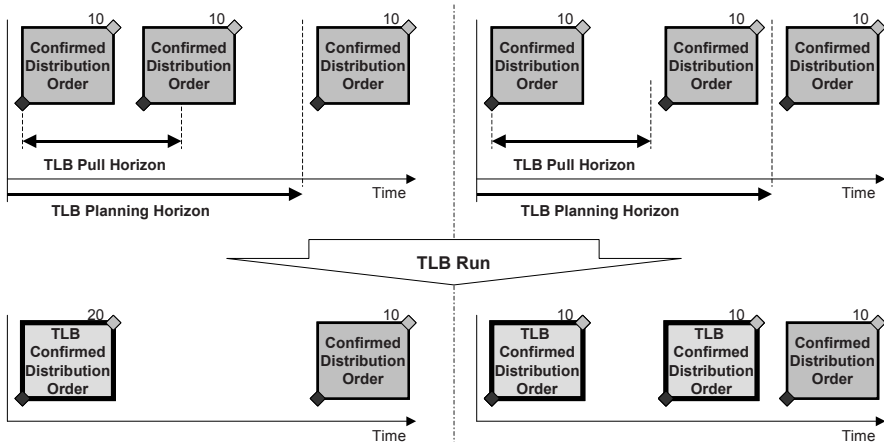 10
Confirmed
Distribution
Order
10
Confirmed
Distribution
Order
10
Confirmed
Distribution
Order
TLB Pull Horizon
Time
TLB Planning Horizon
10
Confirmed
Distribution
Order
10
Confirmed
Distribution
Order
10
Confirmed
Distribution
Order
TLB Pull Horizon
Time
TLB Planning Horizon
TLB Run
20
TLB
Confirmed
Distribution
Order
10
Confirmed
Distribution
Order
Time
10
TLB
Confirmed
Distribution
Order
10
TLB
Confirmed
Distribution
Order
10
Confirmed
Distribution
Order
Time